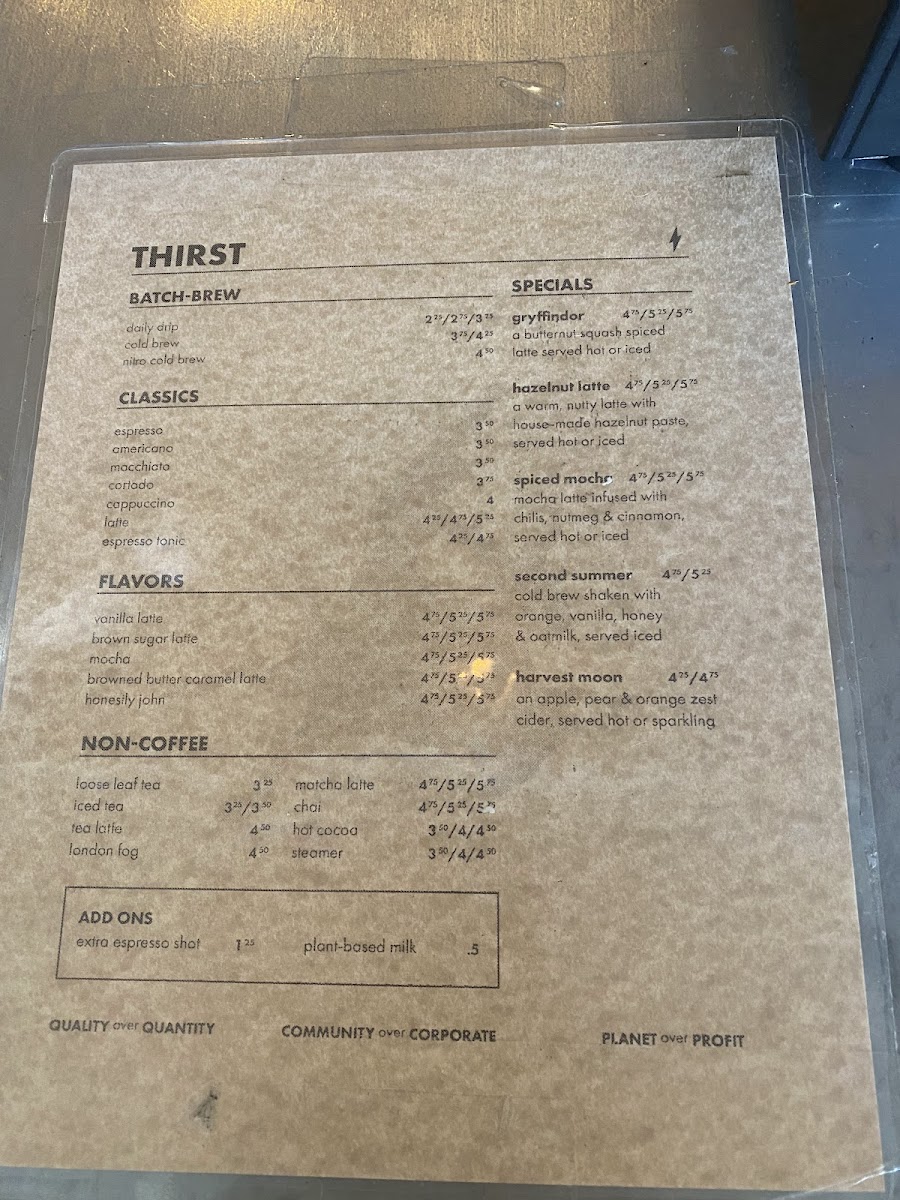 THIRST
BATCH-BREW
daily drip 2²⁵/2⁷⁵/3²⁵
cold brew 3⁷⁵/4²⁵
nitro cold brew 4⁵⁰
CLASSICS
espresso 3⁵⁰
americano 3⁵⁰
macchiato 3⁵⁰
cortado 3⁷⁵
cappuccino 4
latte 4²⁵/4⁷⁵/5²⁵
espresso tonic 4²⁵/4⁷⁵
FLAVORS
vanilla latte 4⁷⁵/5²⁵/5⁷⁵
brown sugar latte 4⁷⁵/5²⁵/5⁷⁵
mocha 4⁷⁵/5²⁵/5⁷⁵
browned butter caramel latte
honestly john 4⁷⁵/5²⁵/5⁷⁵
NON-COFFEE
loose leaf tea 3²⁵
iced tea 3²⁵/3⁵⁰
tea latte 4⁵⁰
london fog 4⁵⁰
matcha latte 4⁷⁵/5²⁵/5⁷⁵
chai 4⁷⁵/5²⁵/5⁷⁵
hot cocoa 3⁵⁰/4/4⁵⁰
steamer 3⁵⁰/4/4⁵⁰
ADD ONS
extra espresso shot 1²⁵ plant-based milk .5
SPECIALS
gryffindor 4⁷⁵/5²⁵/5⁷⁵
a butternut squash spiced
latte served hot or iced
hazelnut latte 4⁷⁵/5²⁵/5⁷⁵
a warm, nutty latte with
house-made hazelnut paste,
served hot or iced
spiced mocha 4⁷⁵/5²⁵/5⁷⁵
mocha latte infused with
chilis, nutmeg & cinnamon,
served hot or iced
second summer 4⁷⁵/5²⁵
cold brew shaken with
orange, vanilla, honey
& oatmilk, served iced
harvest moon 4⁷⁵/4⁷⁵
an apple, pear & orange zest
cider, served hot or sparkling
QUALITY over QUANTITY COMMUNITY over CORPORATE PLANET over PROFIT